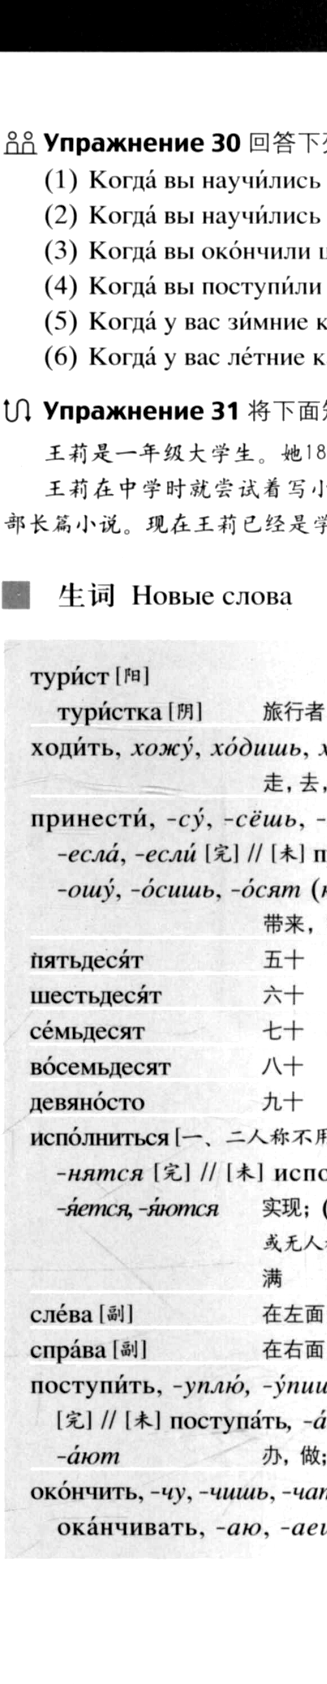 Упражнение 30 回答下
(1) Когда́ вы научи́лись
(2) Когда́ вы научи́лись
(3) Когда́ вы око́нчили
(4) Когда́ вы поступи́ли
(5) Когда́ у вас зи́мние к
(6) Когда́ у вас ле́тние к
Упражнение 31 将下面
王莉是一年级大学生。她18
王莉在中学时就尝试着写小
部长篇小说。现在王莉已经是学
生词 Новые слова
тури́ст [阳]
тури́стка [阴] 旅行者
ходи́ть, хожу́, хо́дишь, х
走，去，
принести́, -су́, -сёшь, -
-есла́, -если́ [完] // [未] п
-ошу́, -о́сишь, -о́сят (н
带来，
пятьдеся́т 五十
шестьдеся́т 六十
се́мьдесят 七十
во́семьдесят 八十
девяно́сто 九十
испо́лниться [一、二人称不用
-нятся [完] // [未] испо
-я́ется, -я́ются 实现；(
或无人
满
сле́ва [副] 在左面
спра́ва [副] 在右面
поступи́ть, -уплю́, -у́пиш
[完] // [未] поступа́ть, -а́
-а́ют 办，做；
око́нчить, -чу, -чишь, -чат
ока́нчивать, -аю, -аеш